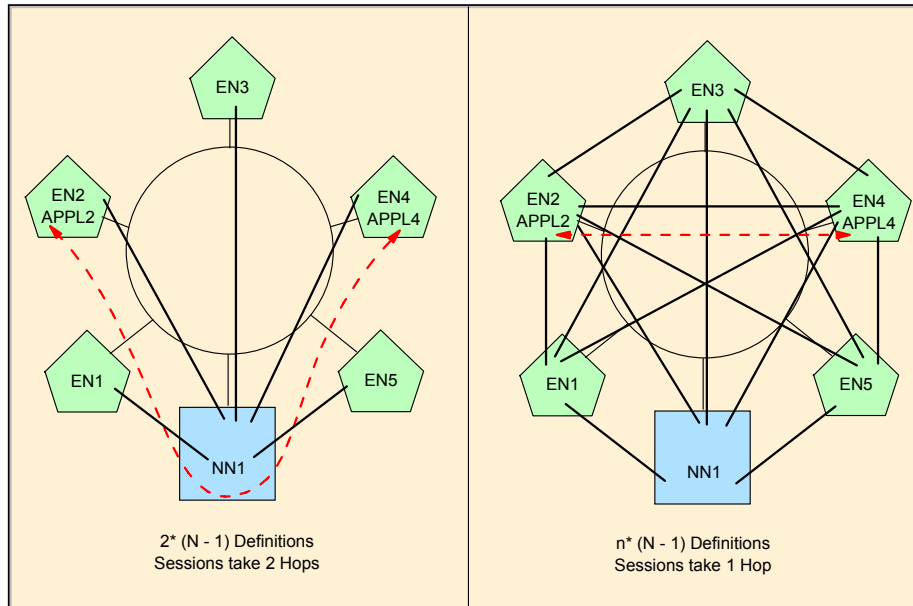 EN3
EN2
APPL2
EN4
APPL4
EN1
EN5
NN1
2* (N - 1) Definitions
Sessions take 2 Hops
EN3
EN2
APPL2
EN4
APPL4
EN1
EN5
NN1
n* (N - 1) Definitions
Sessions take 1 Hop